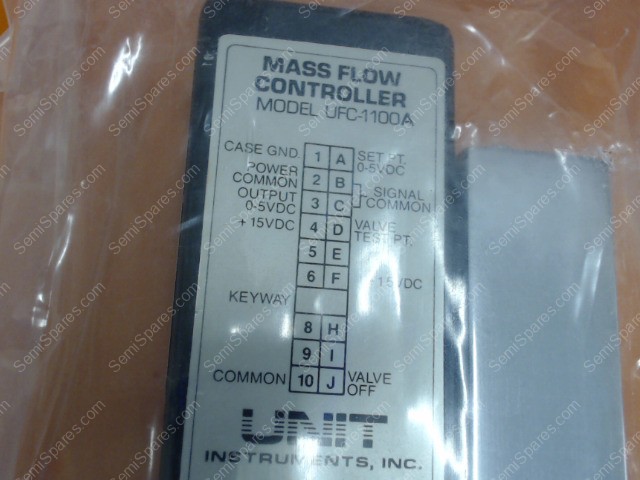 MASS FLOW
CONTROLLER
MODEL UFC-1100A
CASE GND 1 A SET PT.
0-5VDC
POWER
COMMON 2 B SIGNAL
COMMON
OUTPUT
0-5VDC 3 C
+15VDC 4 D VALVE
TEST PT.
5 E
6 F -15VDC
KEYWAY
8 H
9 I
COMMON 10 J VALVE
OFF
UNIT
INSTRUMENTS, INC.
SemiSpares.com